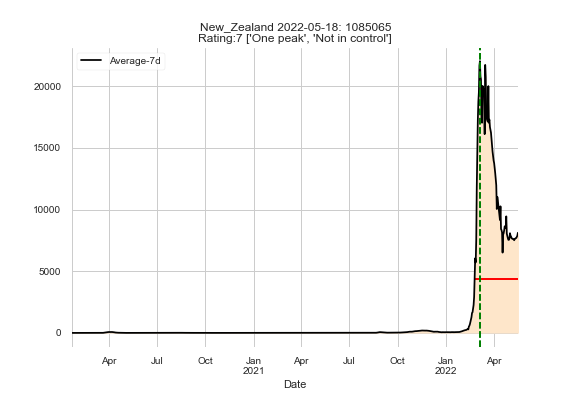 New_Zealand 2022-05-18: 1085065
Rating:7 ['One peak', 'Not in control']
Average-7d
20000
15000
10000
5000
0
Apr Jul Oct Jan Apr Jul Oct Jan Apr
2021 2022
Date